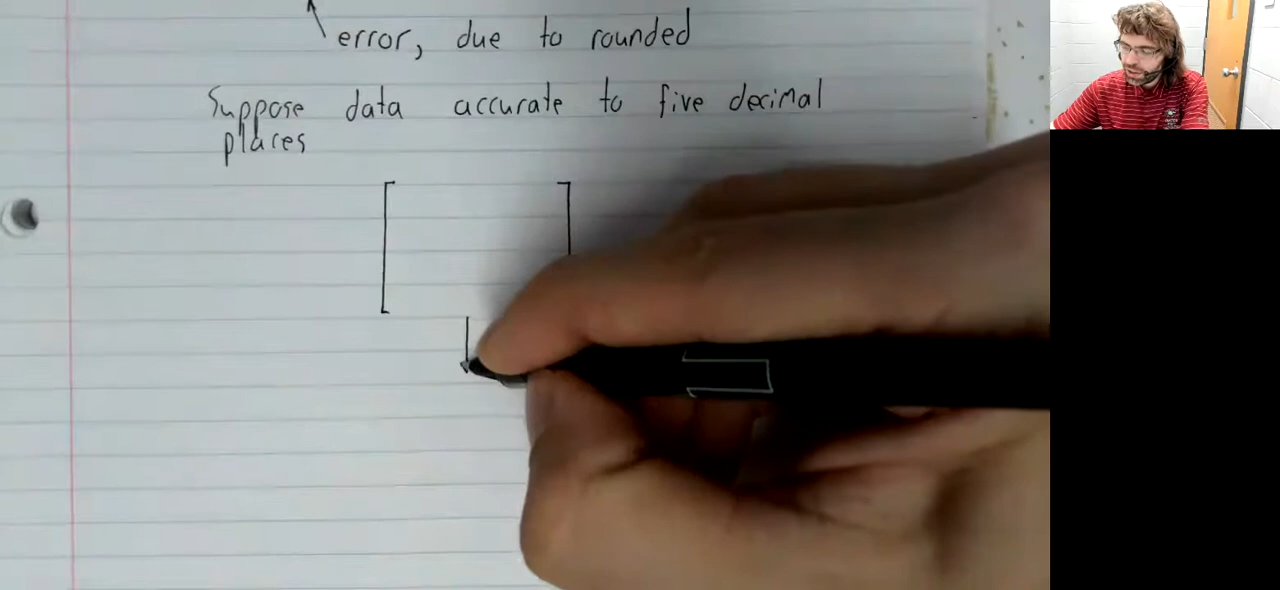 error, due to rounded
Suppose data accurate to five decimal
places